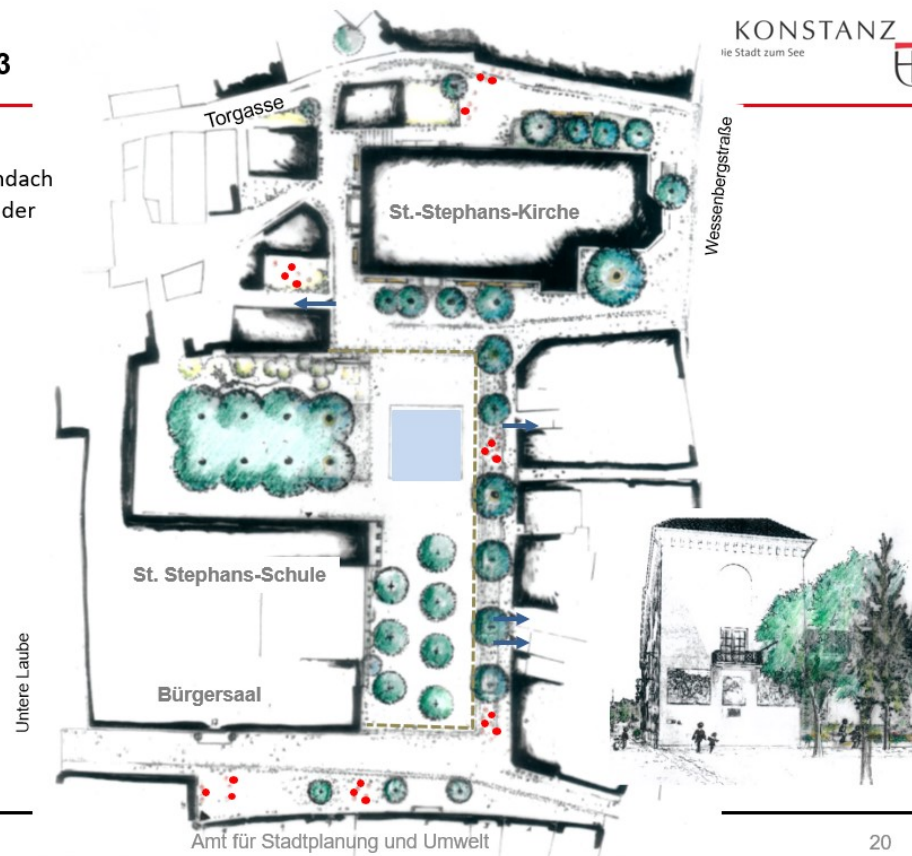 3
KONSTANZ
Die Stadt zum See
Torgasse
ndach
der
Wessenbergstraße
St.-Stephans-Kirche
St. Stephans-Schule
Untere Laube
Bürgersaal
Amt für Stadtplanung und Umwelt
20